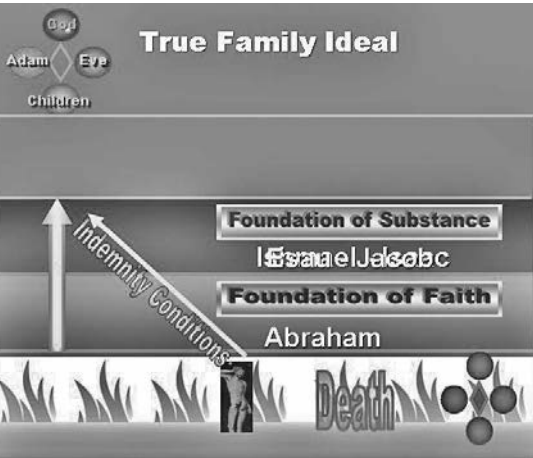 God
True Family Ideal
Adam Eve
Children
Foundation of Substance
Indemnity Conditions
Foundation of Faith
Abraham
Death